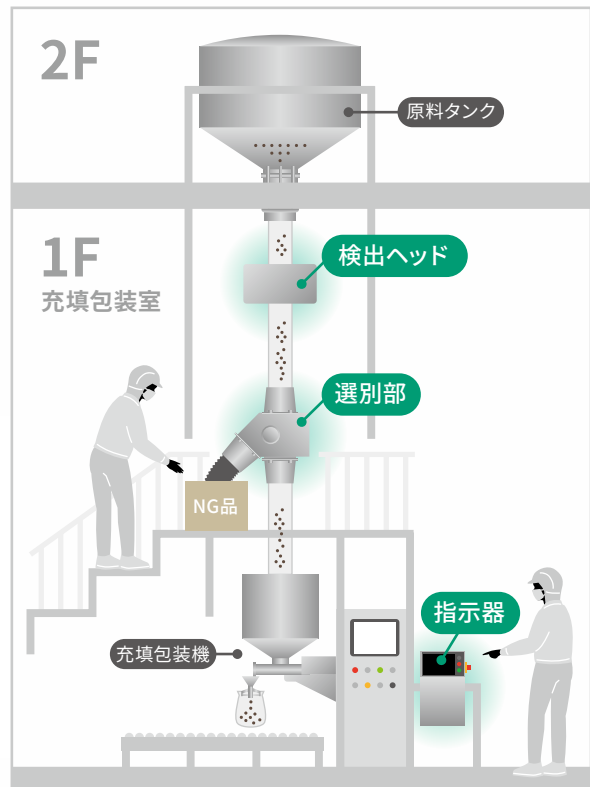 2F
原料タンク
1F
充填包装室
検出ヘッド
選別部
NG品
指示器
充填包装機